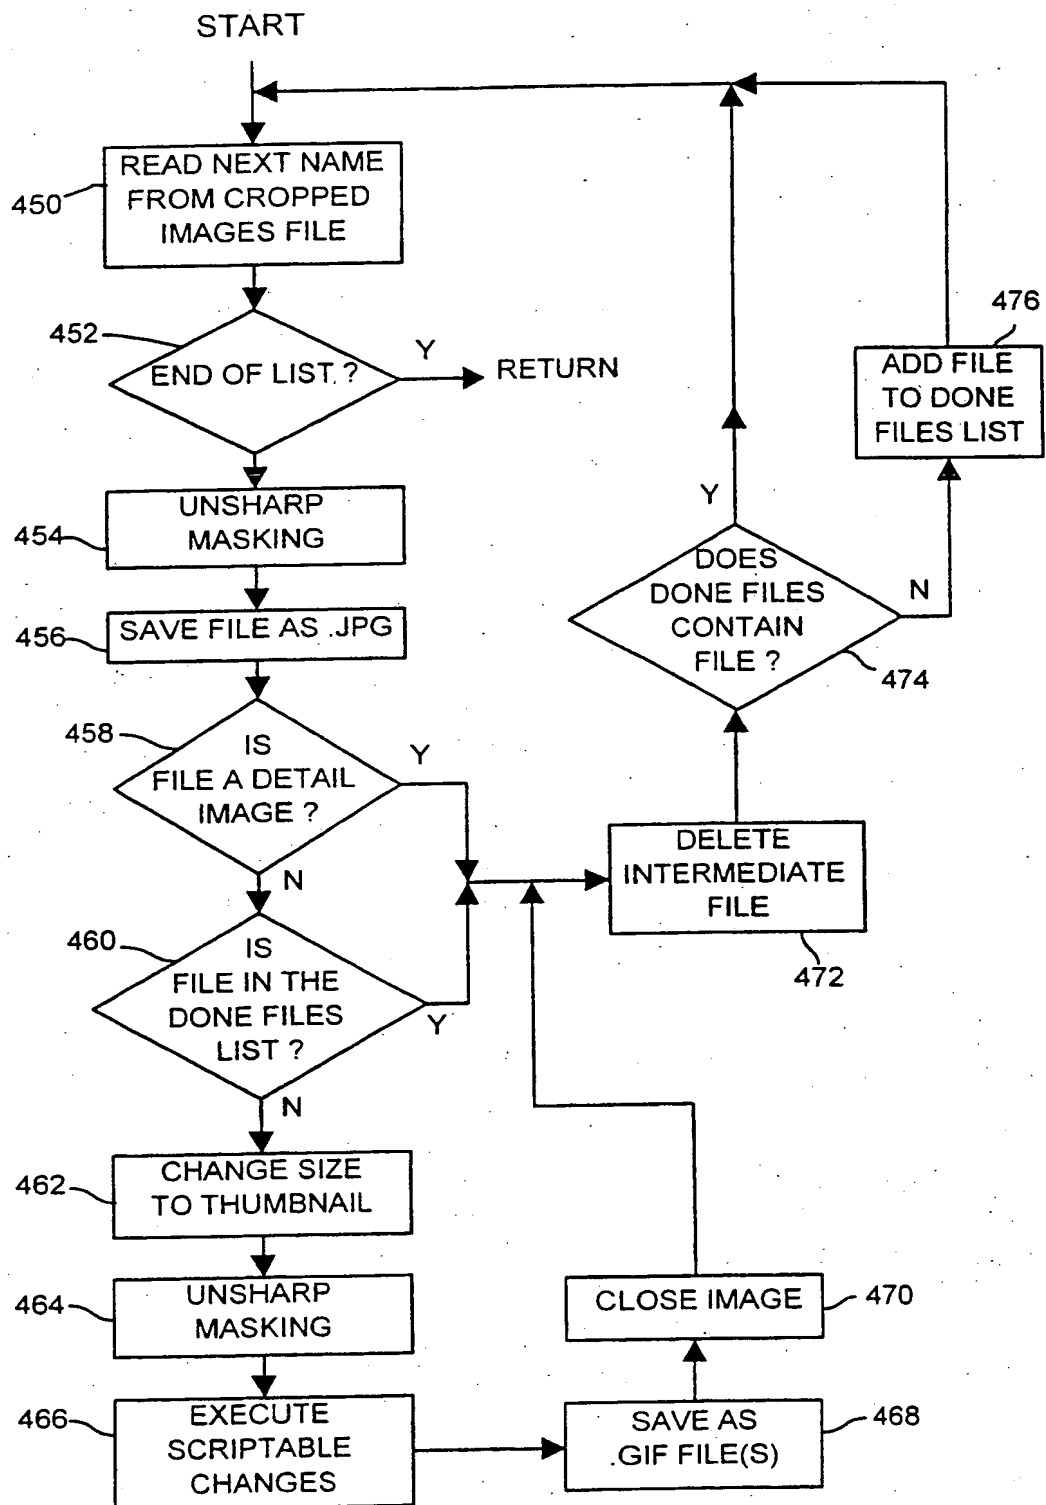 START
READ NEXT NAME
FROM CROPPED
IMAGES FILE
450
452
END OF LIST ?
Y
RETURN
UNSHARP
MASKING
454
SAVE FILE AS .JPG
456
458
IS
FILE A DETAIL
IMAGE ?
Y
N
460
IS
FILE IN THE
DONE FILES
LIST ?
Y
N
CHANGE SIZE
TO THUMBNAIL
462
UNSHARP
MASKING
464
EXECUTE
SCRIPTABLE
CHANGES
466
SAVE AS
.GIF FILE(S)
468
CLOSE IMAGE
470
DELETE
INTERMEDIATE
FILE
472
DOES
DONE FILES
CONTAIN
FILE ?
474
Y
N
476
ADD FILE
TO DONE
FILES LIST